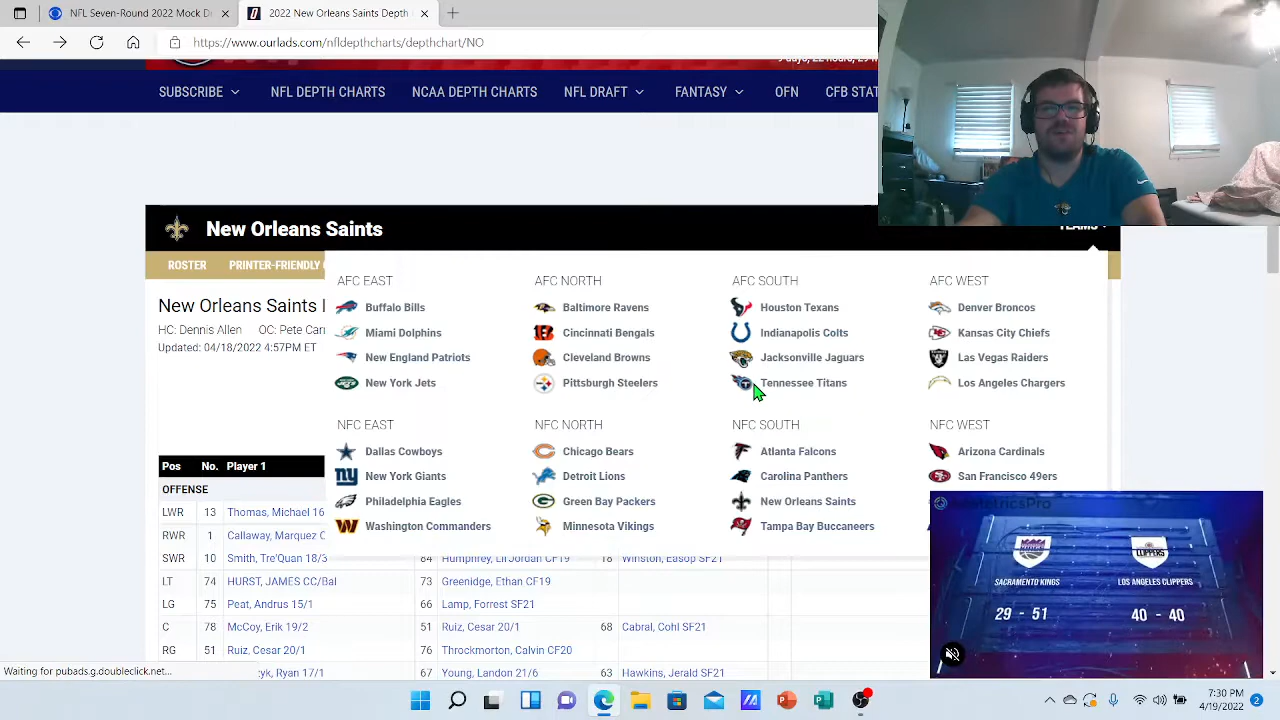 2022 NFL 5.0 Mock Dra
2022 New Orleans Saints Depth C
https://www.ourlads.com/nfldepthcharts/depthchart/NO
SUBSCRIBE NFL DEPTH CHARTS NCAA DEPTH CHARTS NFL DRAFT FANTASY OFN CFB STAT
New Orleans Saints
TEAMS
ROSTER PRINTER-FRIENDLY
New Orleans Saints
HC: Dennis Allen OC: Pete Carr
Updated: 04/18/2022 4:57PM ET
AFC EAST AFC NORTH AFC SOUTH AFC WEST
Buffalo Bills Baltimore Ravens Houston Texans Denver Broncos
Miami Dolphins Cincinnati Bengals Indianapolis Colts Kansas City Chiefs
New England Patriots Cleveland Browns Jacksonville Jaguars Las Vegas Raiders
New York Jets Pittsburgh Steelers Tennessee Titans Los Angeles Chargers
NFC EAST NFC NORTH NFC SOUTH NFC WEST
Dallas Cowboys Chicago Bears Atlanta Falcons Arizona Cardinals
New York Giants Detroit Lions Carolina Panthers San Francisco 49ers
Philadelphia Eagles Green Bay Packers New Orleans Saints
Washington Commanders Minnesota Vikings Tampa Bay Buccaneers
Pos No. Player 1
OFFENSE
LWR 13 Thomas, Michael 16
RWR 1 Callaway, Marquez C
SWR 10 Smith, Tre'Quan 18/ 84 Humphrey, Lil'Jordan CF19 18 Winston, Easop SF21
LT 74 HURST, JAMES CC/Bal 73 Greenidge, Ethan CF19
LG 75 Peat, Andrus 15/1 66 Lamp, Forrest SF21
C 78 McCoy, Erik 19/2 51 Ruiz, Cesar 20/1 68 Cabral, Cohl SF21
RG 51 Ruiz, Cesar 20/1 76 Throckmorton, Calvin CF20
zyk, Ryan 17/1 67 Young, Landon 21/6 63 Hawkins, Jerald SF21
Waiting for pubads.g.doubleclick.net...
SACRAMENTO KINGS LOS ANGELES CLIPPERS
29 - 51 40 - 40
7:30 PM
4/19/2022
2